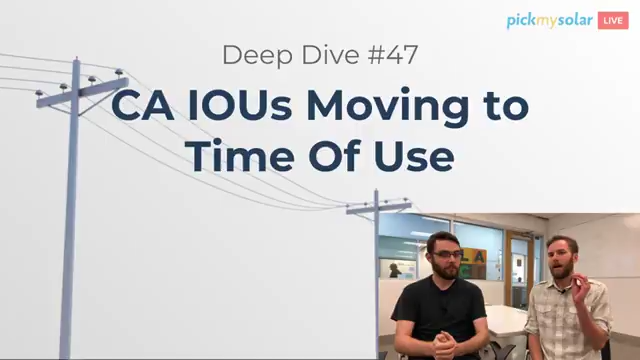 pickmysolar LIVE
Deep Dive #47
CA IOUs Moving to
Time Of Use